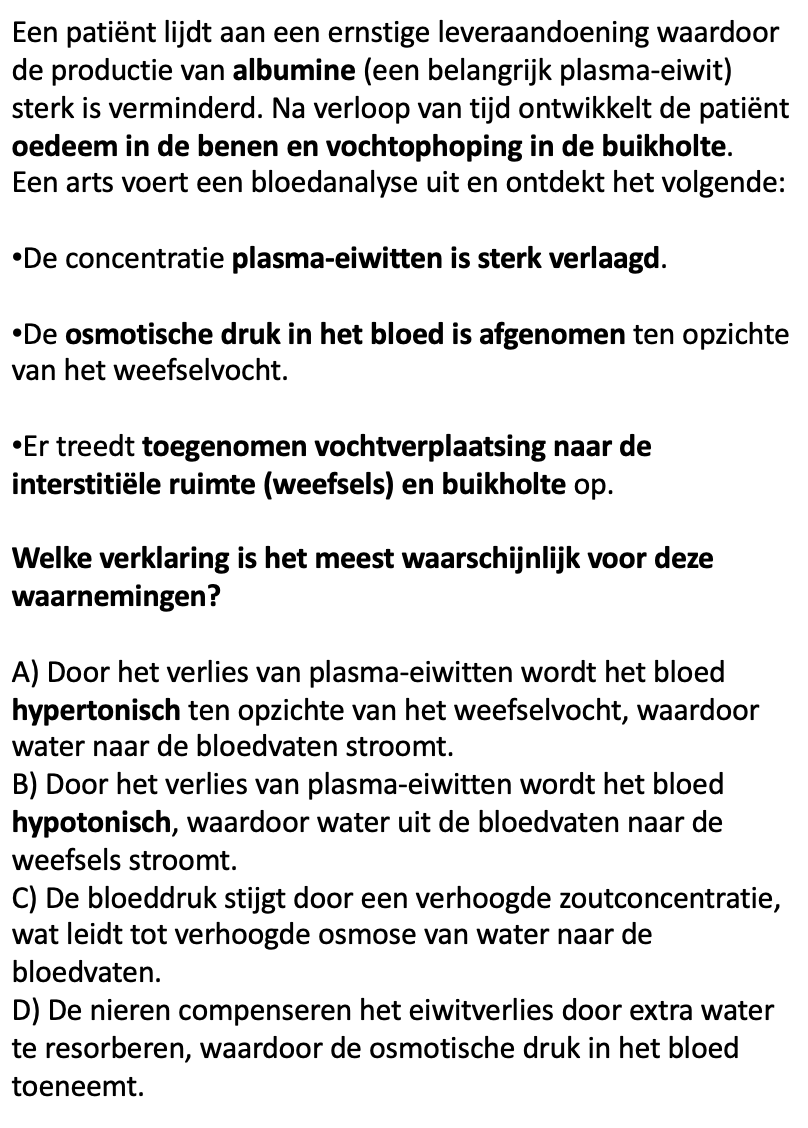 Een patiënt lijdt aan een ernstige leveraandoening waardoor
de productie van albumine (een belangrijk plasma-eiwit)
sterk is verminderd. Na verloop van tijd ontwikkelt de patiënt
oedeem in de benen en vochtophoping in de buikholte.
Een arts voert een bloedanalyse uit en ontdekt het volgende:
•De concentratie plasma-eiwitten is sterk verlaagd.
•De osmotische druk in het bloed is afgenomen ten opzichte
van het weefselvocht.
•Er treedt toegenomen vochtverplaatsing naar de
interstitiële ruimte (weefsels) en buikholte op.
Welke verklaring is het meest waarschijnlijk voor deze
waarnemingen?
A) Door het verlies van plasma-eiwitten wordt het bloed
hypertonisch ten opzichte van het weefselvocht, waardoor
water naar de bloedvaten stroomt.
B) Door het verlies van plasma-eiwitten wordt het bloed
hypotonisch, waardoor water uit de bloedvaten naar de
weefsels stroomt.
C) De bloeddruk stijgt door een verhoogde zoutconcentratie,
wat leidt tot verhoogde osmose van water naar de
bloedvaten.
D) De nieren compenseren het eiwitverlies door extra water
te resorberen, waardoor de osmotische druk in het bloed
toeneemt.